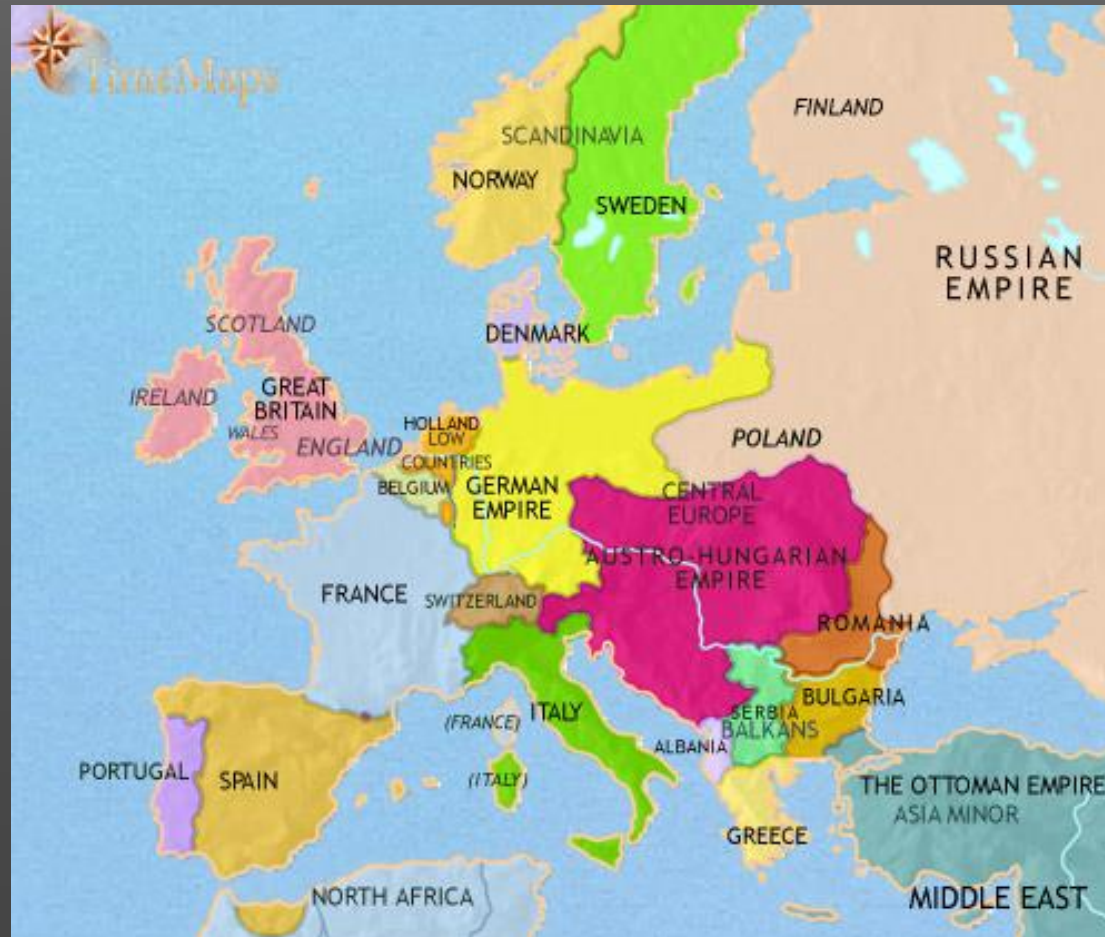 TimeMaps
FINLAND
SCANDINAVIA
NORWAY
SWEDEN
RUSSIAN
EMPIRE
SCOTLAND
DENMARK
IRELAND
GREAT
BRITAIN
WALES
ENGLAND
HOLLAND
LOW
COUNTRIES
BELGIUM
GERMAN
EMPIRE
POLAND
CENTRAL
EUROPE
AUSTRO-HUNGARIAN
EMPIRE
FRANCE
SWITZERLAND
ROMANIA
BULGARIA
SERBIA
BALKANS
ITALY
(FRANCE)
ALBANIA
PORTUGAL
SPAIN
(ITALY)
THE OTTOMAN EMPIRE
ASIA MINOR
GREECE
NORTH AFRICA
MIDDLE EAST